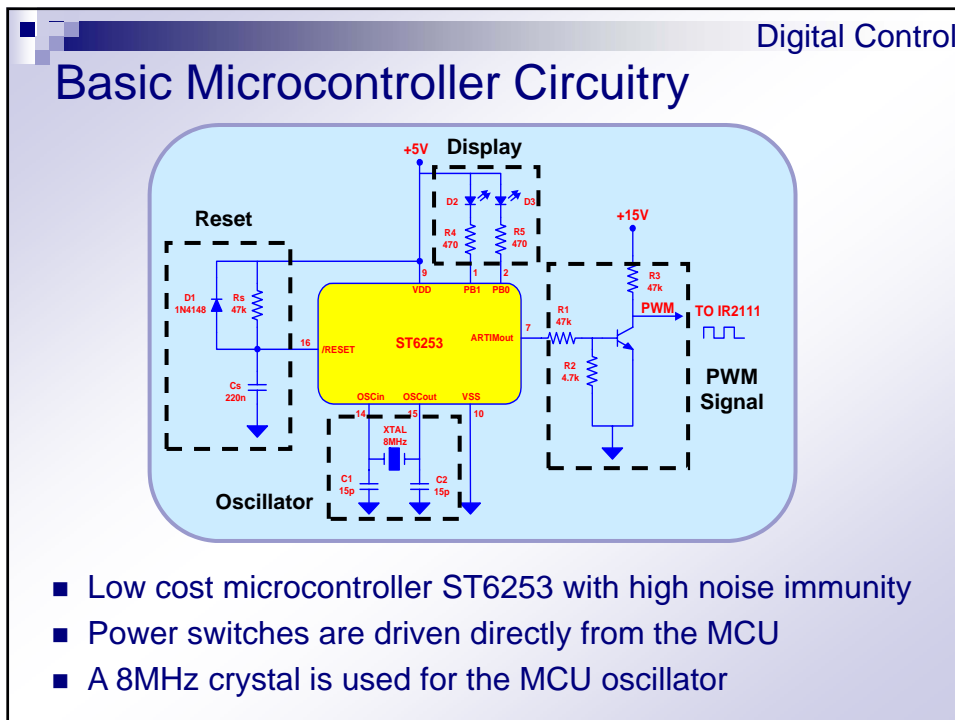 Digital Control
Basic Microcontroller Circuitry
+5V
Display
D2
D3
Reset
+15V
R4
470
R5
470
R3
47k
9
1
2
VDD
PB1
PB0
D1
1N4148
Rs
47k
R1
47k
PWM
TO IR2111
7
16
/RESET
ST6253
ARTIMout
R2
4.7k
PWM
Signal
Cs
220n
OSCin
OSCout
VSS
14
15
10
XTAL
8MHz
C1
15p
C2
15p
Oscillator
■ Low cost microcontroller ST6253 with high noise immunity
■ Power switches are driven directly from the MCU
■ A 8MHz crystal is used for the MCU oscillator